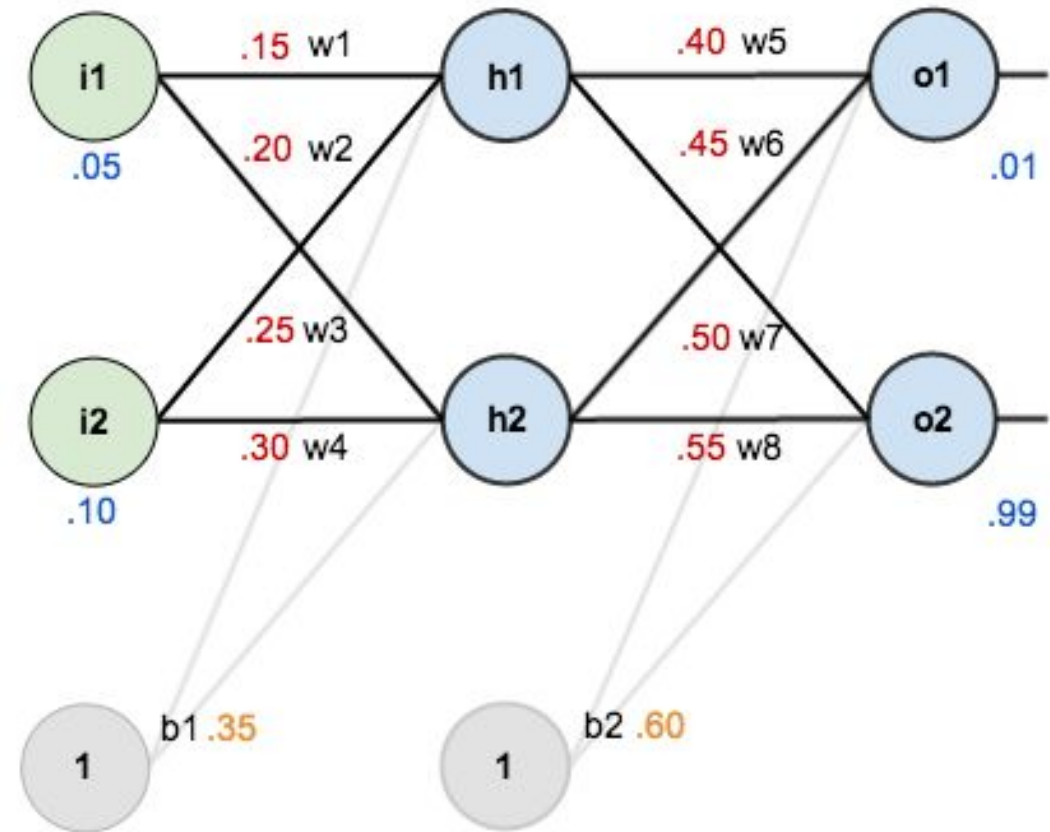 .15 w1
.40 w5
i1
h1
o1
.20 w2
.45 w6
.05
.01
.25 w3
.50 w7
i2
h2
o2
.30 w4
.55 w8
.10
.99
b1 .35
b2 .60
1
1